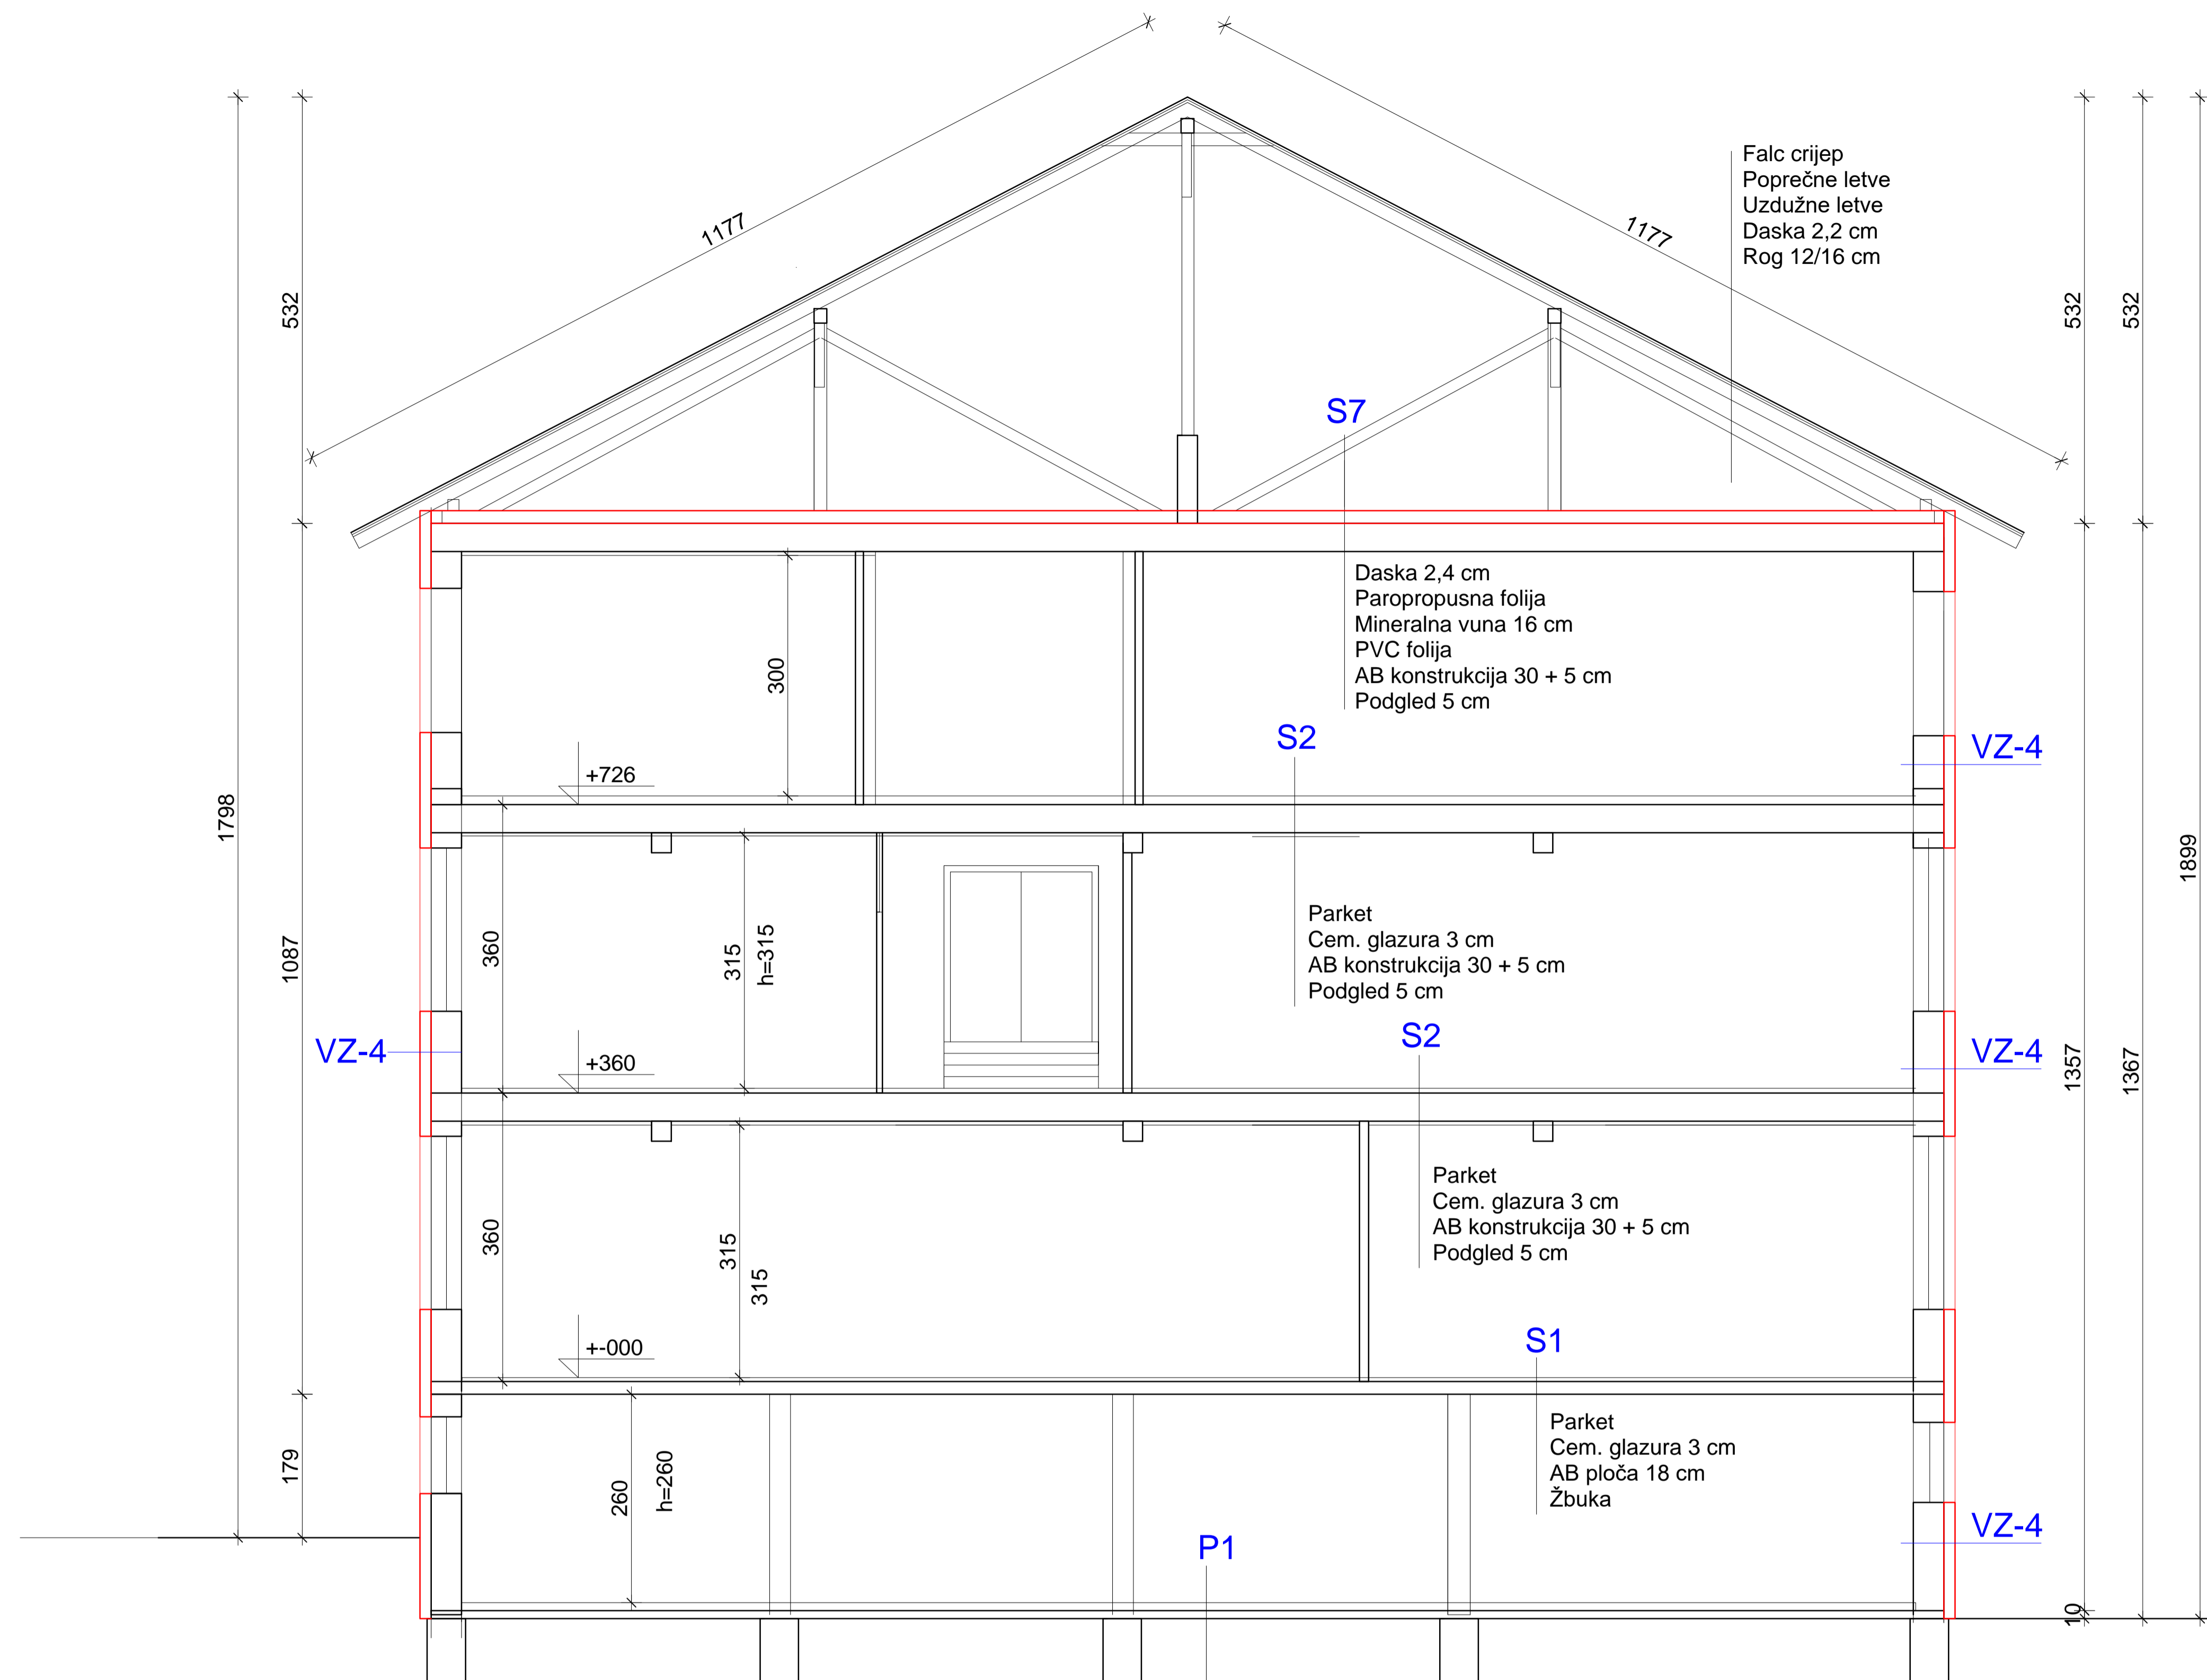 1177
1177
Falc crijep
Poprečne letve
Uzdužne letve
Daska 2,2 cm
Rog 12/16 cm
532
532
532
S7
Daska 2,4 cm
Paropropusna folija
Mineralna vuna 16 cm
PVC folija
AB konstrukcija 30 + 5 cm
Podgled 5 cm
300
S2
VZ-4
+726
1798
1899
Parket
Cem. glazura 3 cm
AB konstrukcija 30 + 5 cm
Podgled 5 cm
1087
360
315
h=315
S2
VZ-4
VZ-4
+360
1357
1367
Parket
Cem. glazura 3 cm
AB konstrukcija 30 + 5 cm
Podgled 5 cm
360
315
315
S1
+-000
Parket
Cem. glazura 3 cm
AB ploča 18 cm
Žbuka
179
260
h=260
P1
VZ-4
10